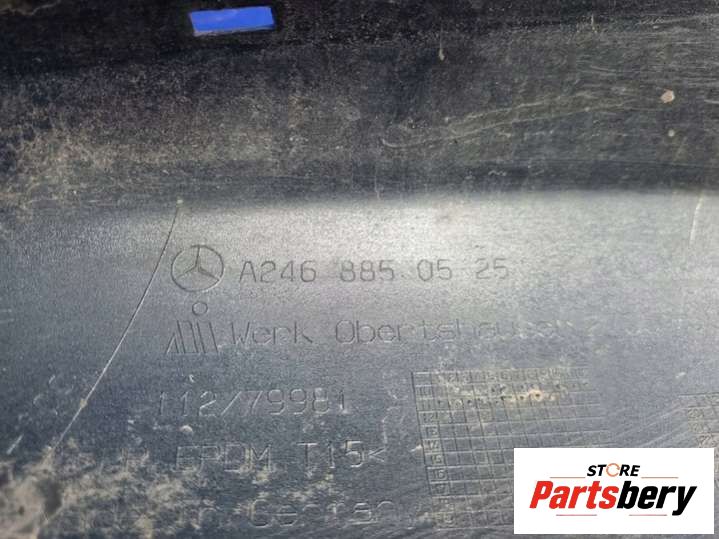 A246 885 05 25
Werk Obertshausen
112/79981
EPDM T15<
STORE
Partsbery